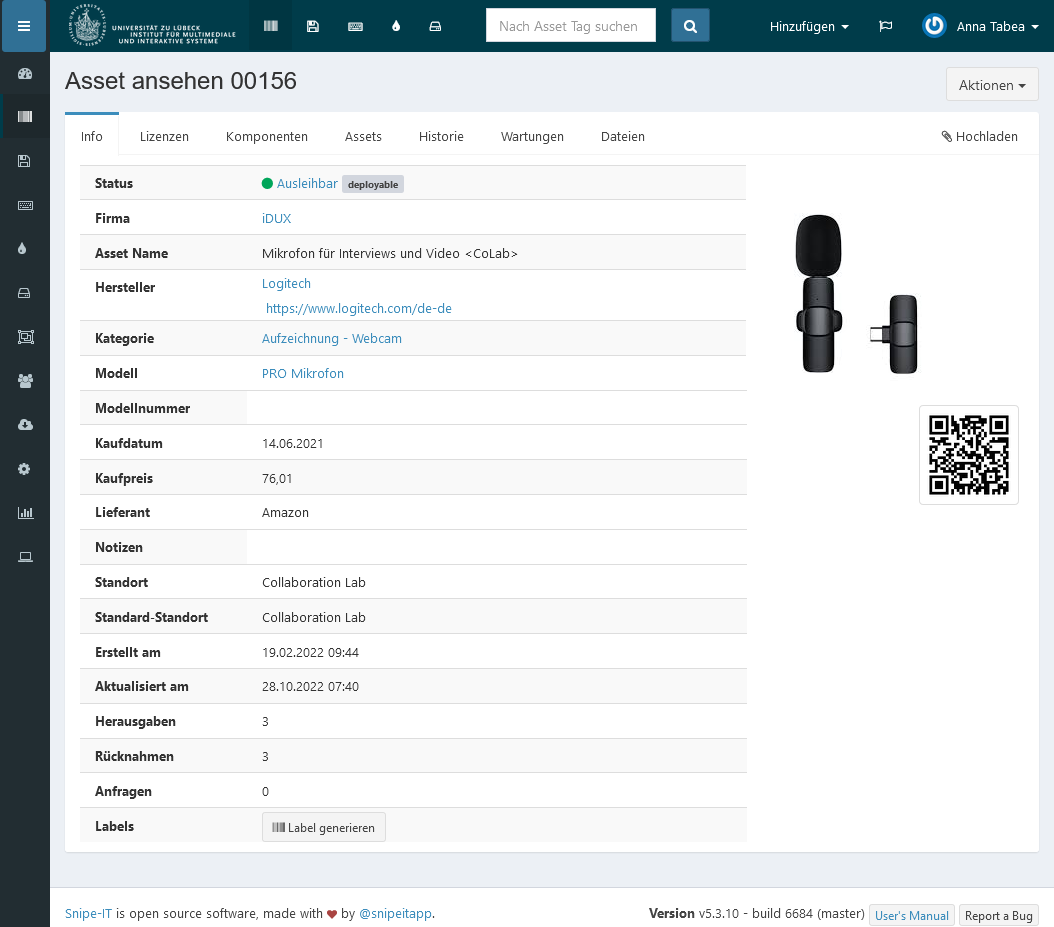 UNIVERSITÄT ZU LÜBECK
INSTITUT FÜR MULTIMEDIALE
UND INTERAKTIVE SYSTEME
Nach Asset Tag suchen
Hinzufügen
Anna Tabea
Asset ansehen 00156
Aktionen
Info Lizenzen Komponenten Assets Historie Wartungen Dateien Hochladen
Status Ausleihbar deployable
Firma iDUX
Asset Name Mikrofon für Interviews und Video <CoLab>
Hersteller Logitech
https://www.logitech.com/de-de
Kategorie Aufzeichnung - Webcam
Modell PRO Mikrofon
Modellnummer
Kaufdatum 14.06.2021
Kaufpreis 76,01
Lieferant Amazon
Notizen
Standort Collaboration Lab
Standard-Standort Collaboration Lab
Erstellt am 19.02.2022 09:44
Aktualisiert am 28.10.2022 07:40
Herausgaben 3
Rücknahmen 3
Anfragen 0
Labels Label generieren
Snipe-IT is open source software, made with by @snipeitapp.
Version v5.3.10 - build 6684 (master) User's Manual Report a Bug